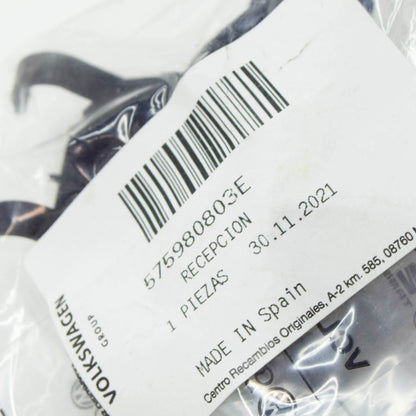 575980803E
RECEPCION
1 PIEZAS 30.11.2021
MADE IN Spain
Centro Recambios Originales, A-2 km. 585. 08760
VOLKSWAGEN
GROUP